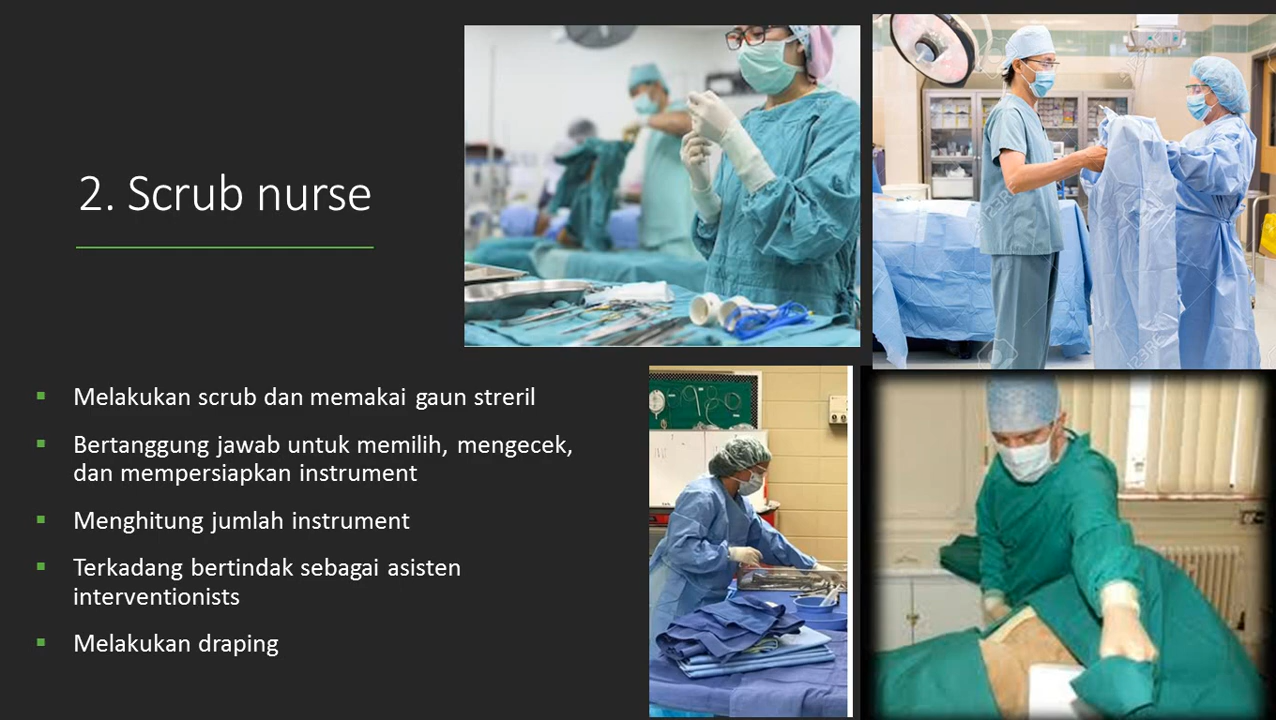 2. Scrub nurse
Melakukan scrub dan memakai gaun streril
Bertanggung jawab untuk memilih, mengecek,
dan mempersiapkan instrument
Menghitung jumlah instrument
Terkadang bertindak sebagai asisten
interventionists
Melakukan draping